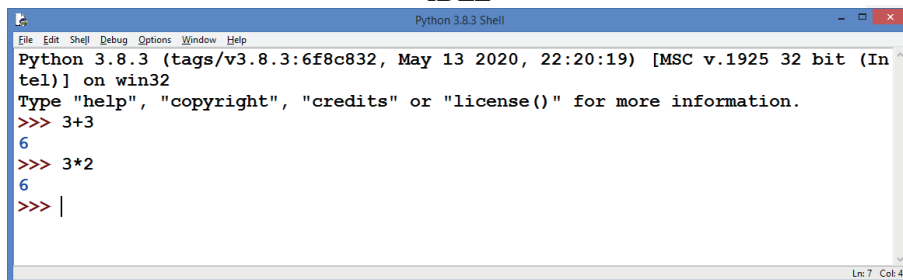 Python 3.8.3 Shell
File Edit Shell Debug Options Window Help
Python 3.8.3 (tags/v3.8.3:6f8c832, May 13 2020, 22:20:19) [MSC v.1925 32 bit (In
tel)] on win32
Type "help", "copyright", "credits" or "license()" for more information.
>>> 3+3
6
>>> 3*2
6
>>>
Ln: 7 Col: 4